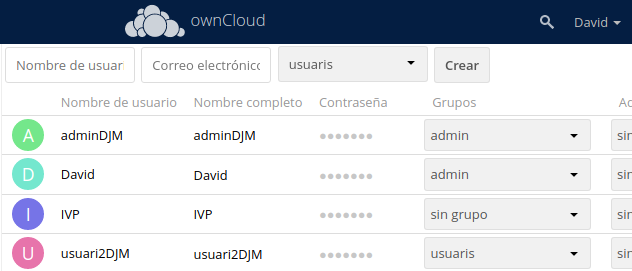 ownCloud David
Nombre de usuar Correo electrónico usuaris Crear
Nombre de usuario Nombre completo Contraseña Grupos
A adminDJM adminDJM ●●●●●●● admin sin
D David David ●●●●●●● admin sin
I IVP IVP ●●●●●●● sin grupo sin
U usuari2DJM usuari2DJM ●●●●●●● usuaris sin